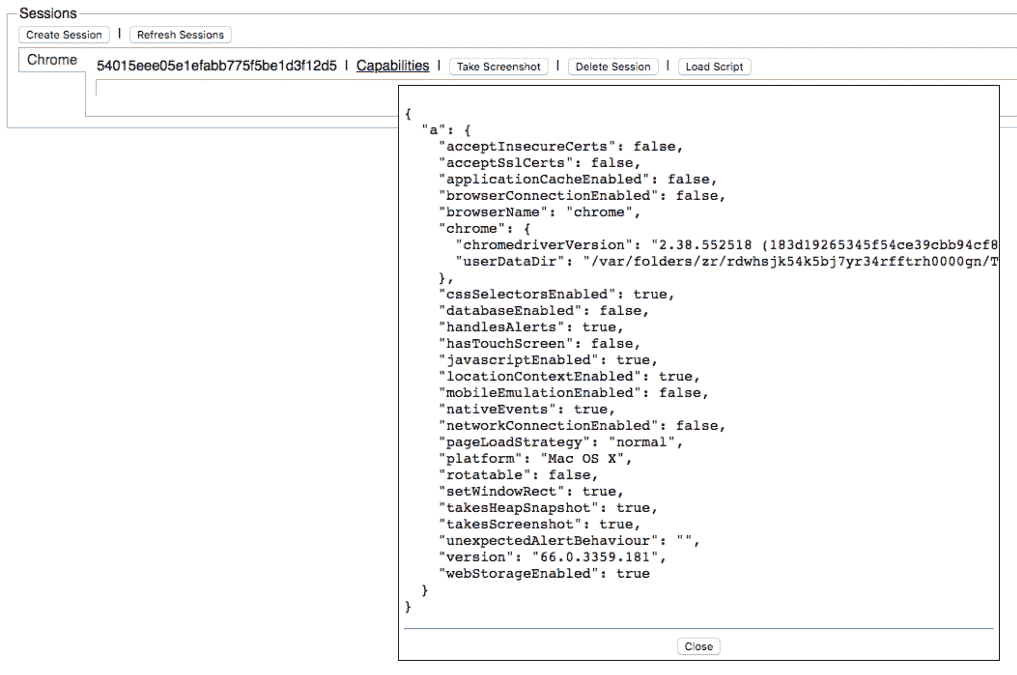 Sessions
Create Session | Refresh Sessions
Chrome
54015eee05e1efabb775f5be1d3f12d5 | Capabilities | Take Screenshot | Delete Session | Load Script
{
  "a": {
    "acceptInsecureCerts": false,
    "acceptSslCerts": false,
    "applicationCacheEnabled": false,
    "browserConnectionEnabled": false,
    "browserName": "chrome",
    "chrome": {
      "chromedriverVersion": "2.38.552518 (183d19265345f54ce39cbb94cf8
      "userDataDir": "/var/folders/zr/rdwhsjk54k5bj7yr34rfftrh0000gn/T
    },
    "cssSelectorsEnabled": true,
    "databaseEnabled": false,
    "handlesAlerts": true,
    "hasTouchScreen": false,
    "javascriptEnabled": true,
    "locationContextEnabled": true,
    "mobileEmulationEnabled": false,
    "nativeEvents": true,
    "networkConnectionEnabled": false,
    "pageLoadStrategy": "normal",
    "platform": "Mac OS X",
    "rotatable": false,
    "setWindowRect": true,
    "takesHeapSnapshot": true,
    "takesScreenshot": true,
    "unexpectedAlertBehaviour": "",
    "version": "66.0.3359.181",
    "webStorageEnabled": true
  }
}
Close